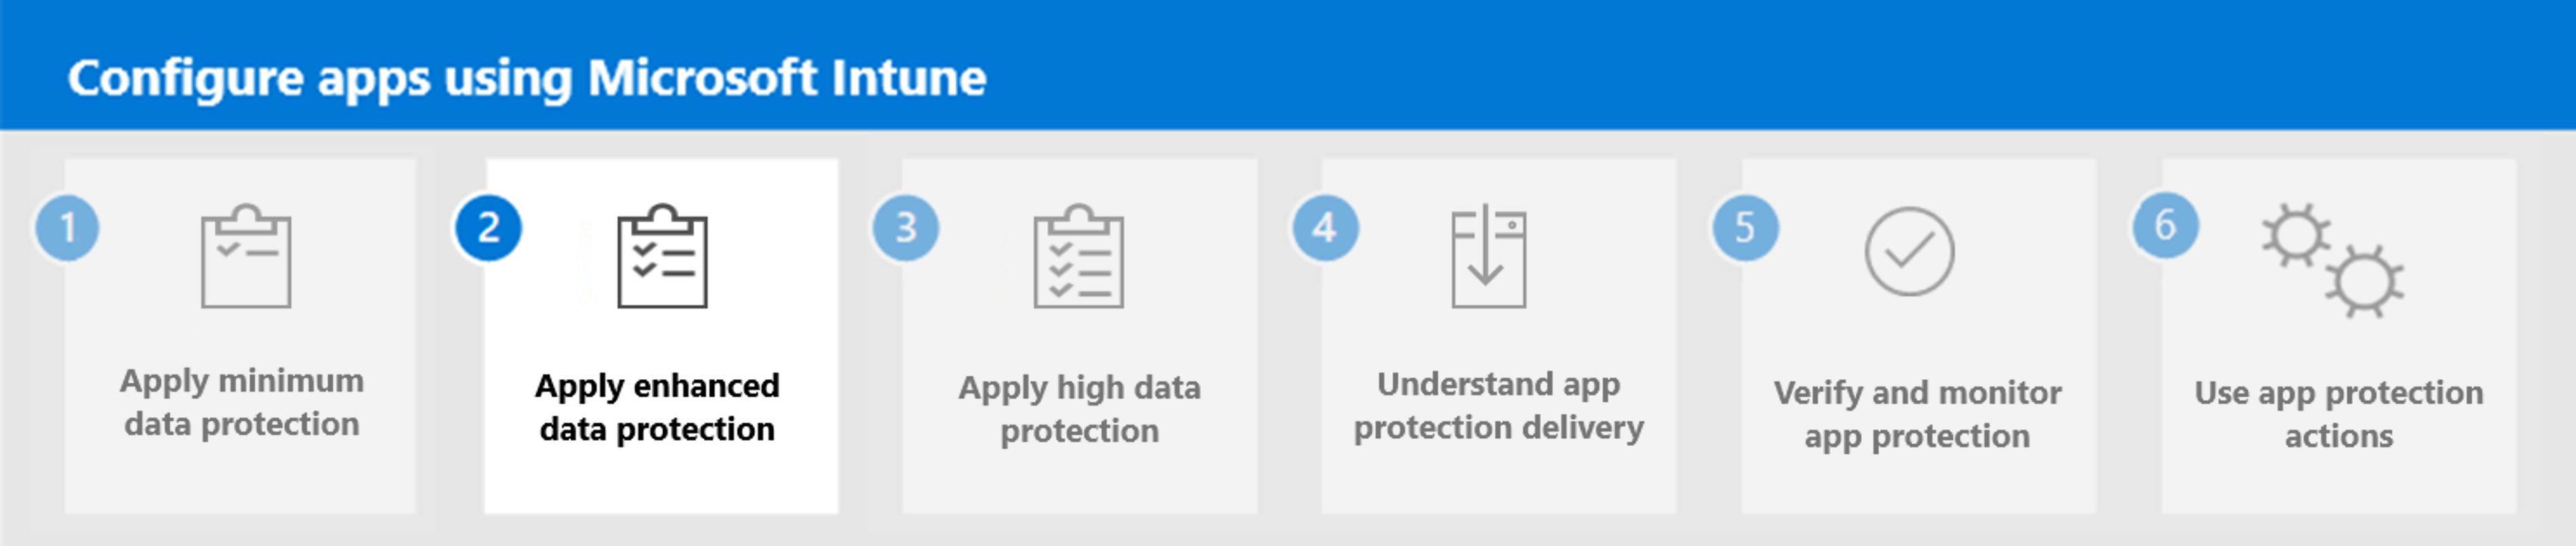 Configure apps using Microsoft Intune
1
Apply minimum
data protection
2
Apply enhanced
data protection
3
Apply high data
protection
4
Understand app
protection delivery
5
Verify and monitor
app protection
6
Use app protection
actions